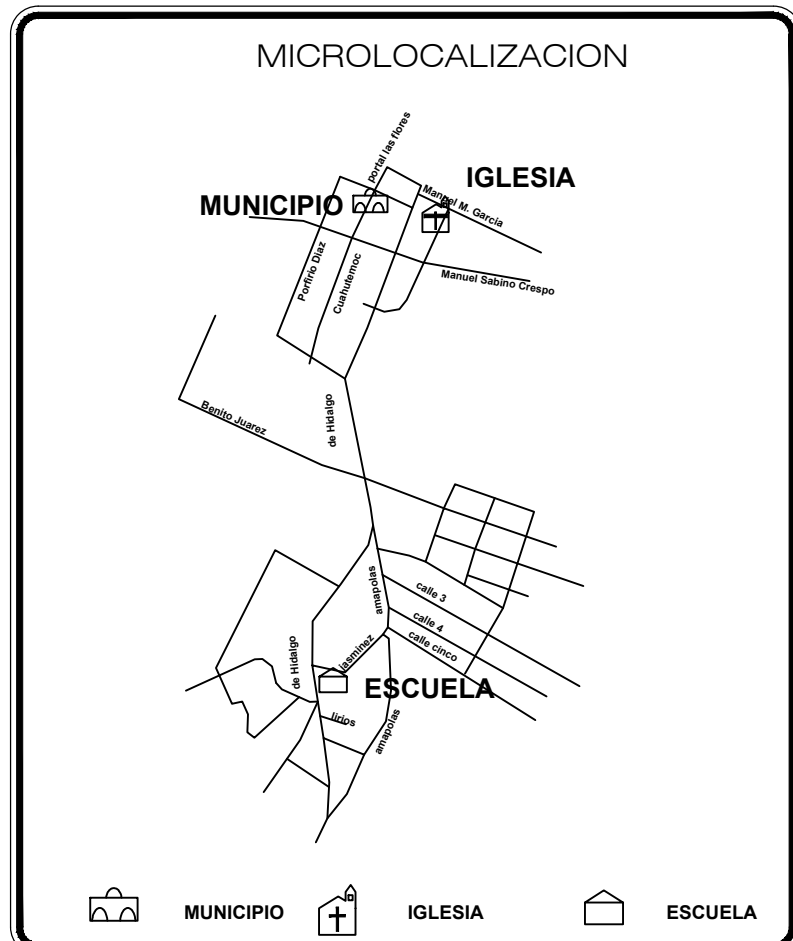 MICROLOCALIZACION
portal las flores
IGLESIA
Manuel M. Garcia
MUNICIPIO
Porfirio Diaz
Cuahutemoc
Manuel Sabino Crespo
Benito Juarez
de Hidalgo
amapolas
calle 3
calle 4
calle cinco
jasminez
de Hidalgo
ESCUELA
lirios
amapolas
MUNICIPIO
IGLESIA
ESCUELA